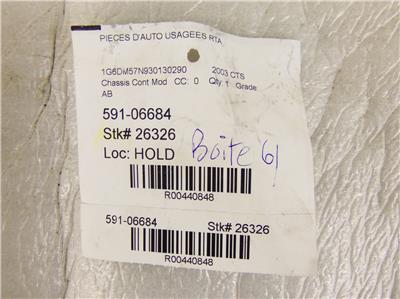 PIECES D'AUTO USAGEES RTA
1G6DM57N930130290 2003 CTS
Chassis Cont Mod CC: 0 Qty 1 Grade
AB
591-06684
Stk# 26326
Loc: HOLD Boite 61
R00440848
591-06684 Stk# 26326
R00440848